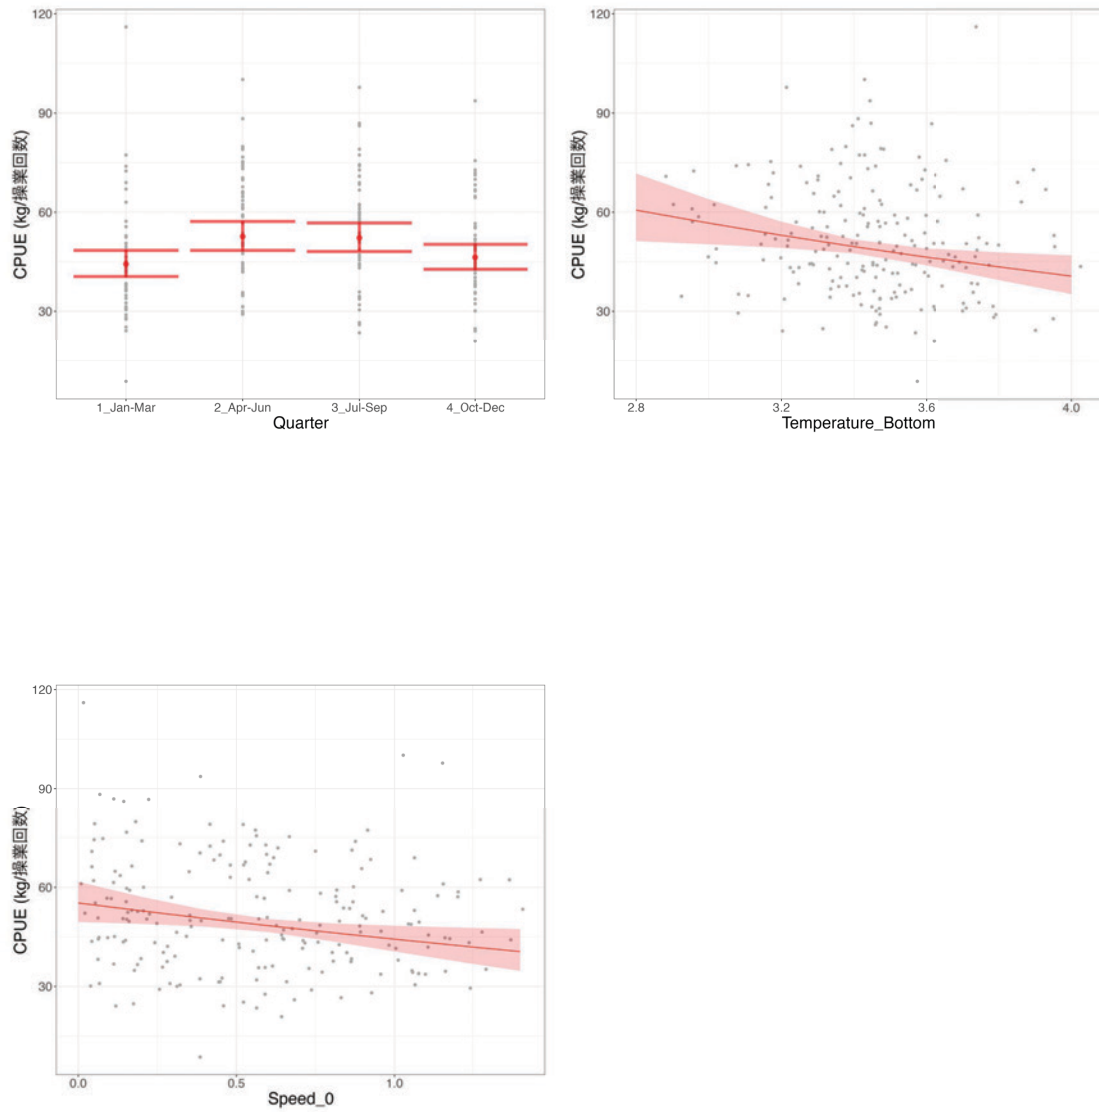 120
90
60
30
CPUE (kg/操業回数)
1_Jan-Mar 2_Apr-Jun 3_Jul-Sep 4_Oct-Dec
Quarter
120
90
60
30
CPUE (kg/操業回数)
2.8 3.2 3.6 4.0
Temperature_Bottom
120
90
60
30
CPUE (kg/操業回数)
0.0 0.5 1.0
Speed_0